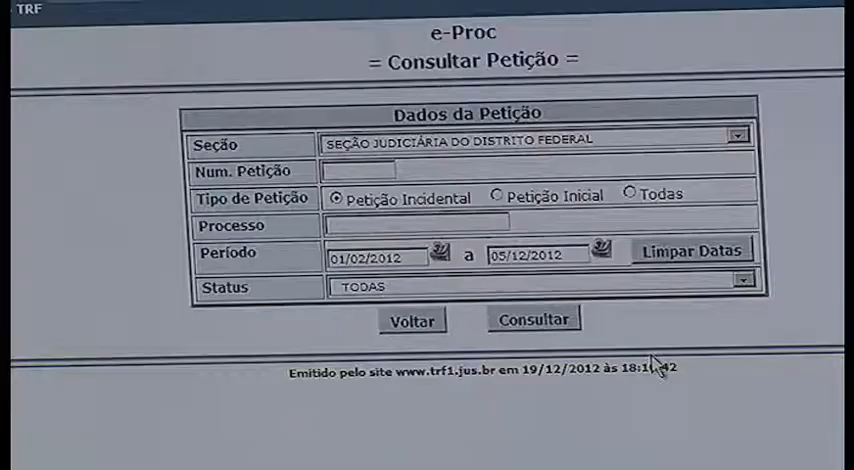 TRF
e-Proc
= Consultar Petição =
Dados da Petição
Seção SEÇÃO JUDICIÁRIA DO DISTRITO FEDERAL
Num. Petição
Tipo de Petição Petição Incidental Petição Inicial Todas
Processo
Período 01/02/2012 a 05/12/2012 Limpar Datas
Status TODAS
Voltar Consultar
Emitido pelo site www.trf1.jus.br em 19/12/2012 às